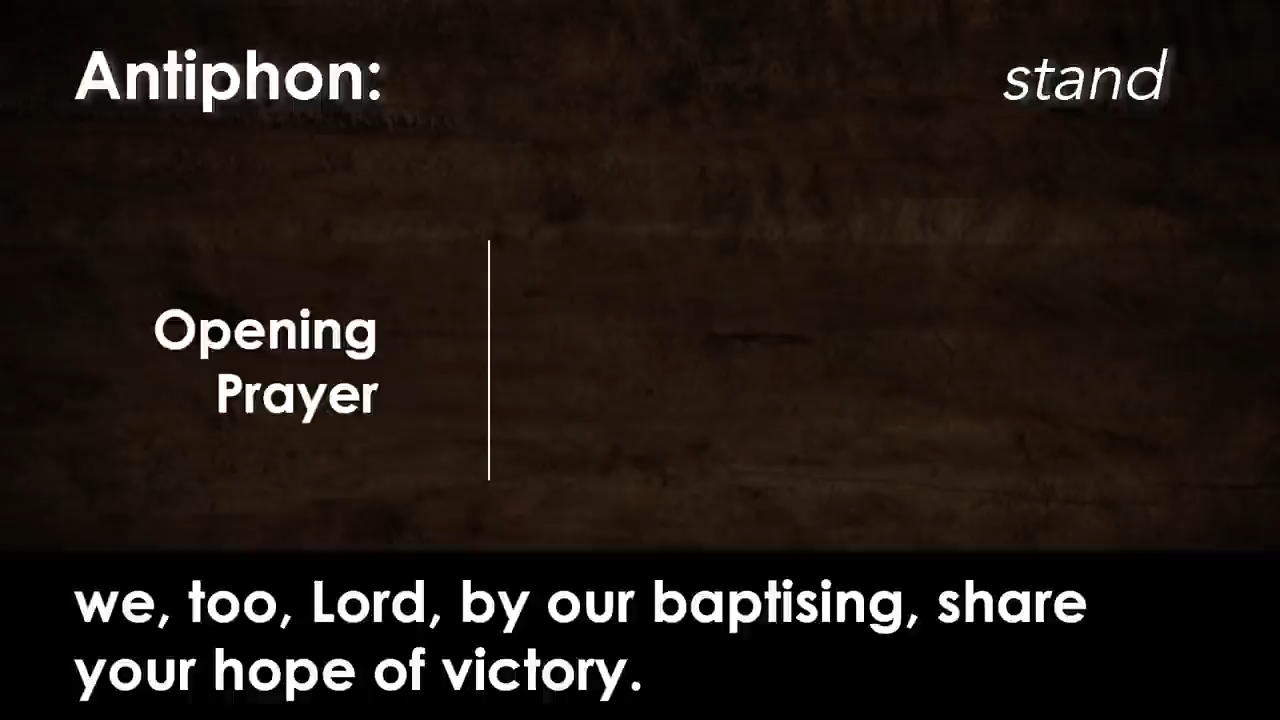 Antiphon:
stand
Opening
Prayer
we, too, Lord, by our baptising, share
your hope of victory.